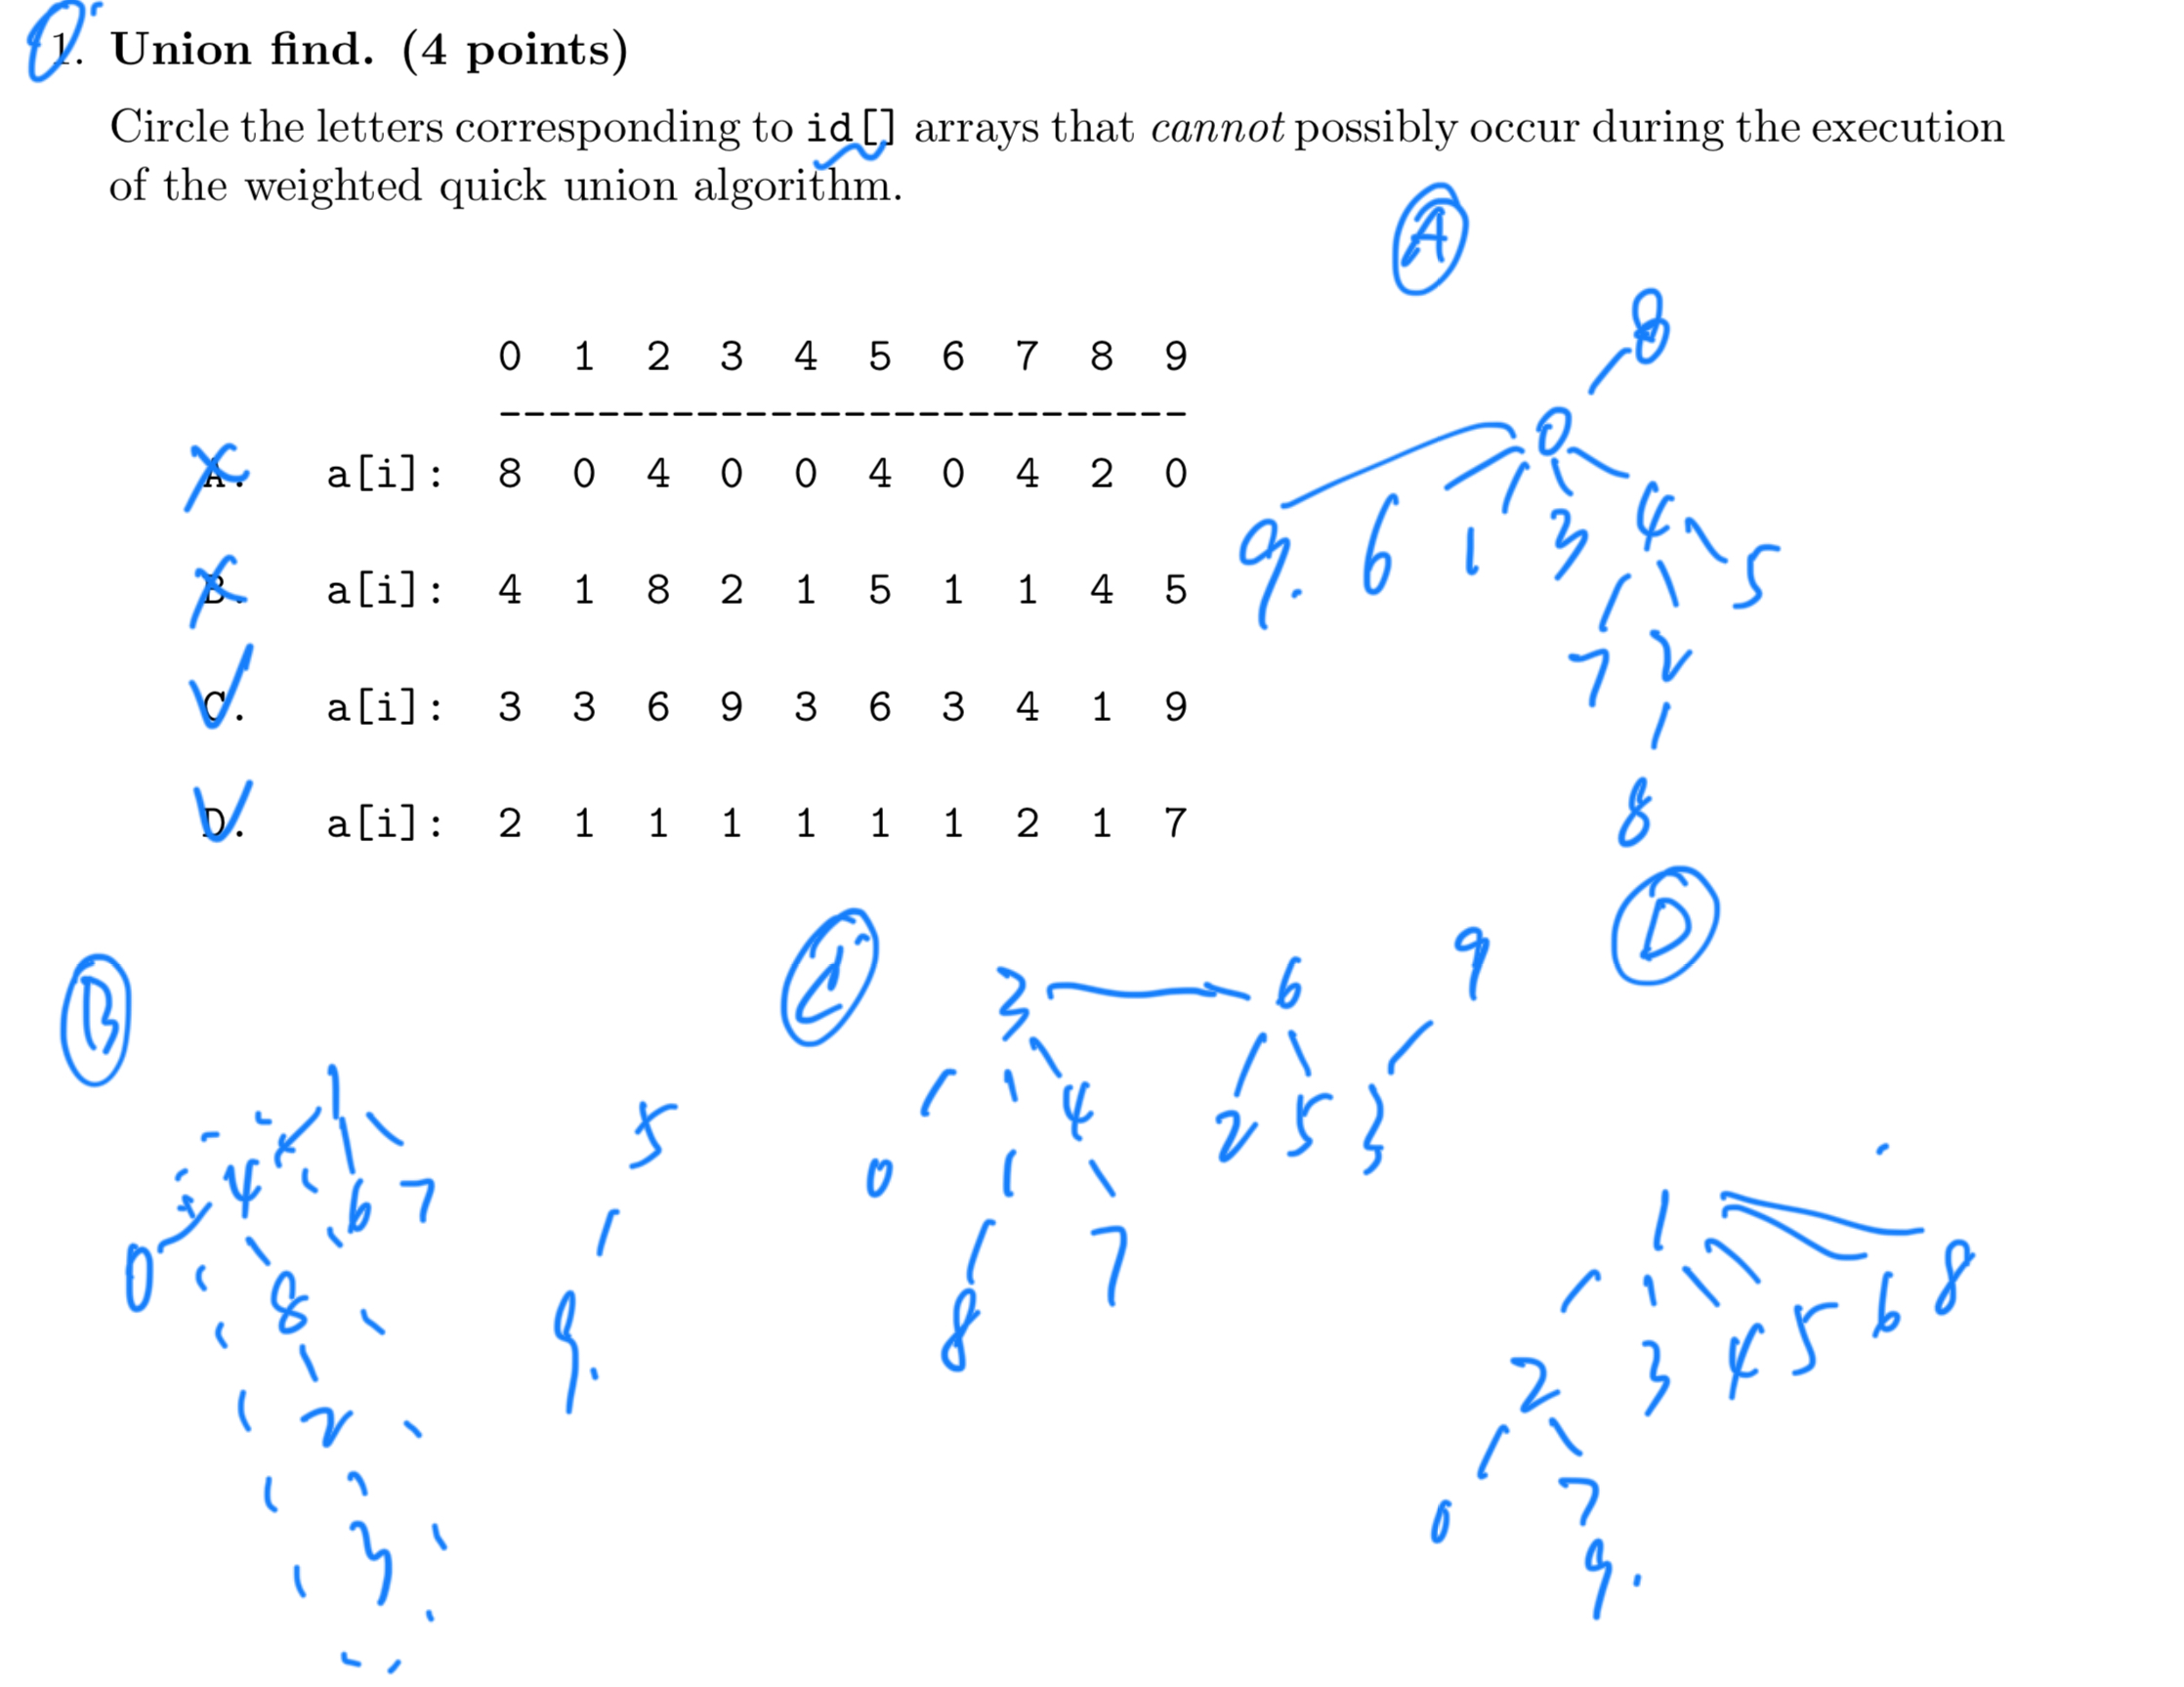 1. Union find. (4 points)
Circle the letters corresponding to id[] arrays that cannot possibly occur during the execution
of the weighted quick union algorithm.
A
0 1 2 3 4 5 6 7 8 9
----------------------------
A. a[i]: 8 0 4 0 0 4 0 4 2 0
B. a[i]: 4 1 8 2 1 5 1 1 4 5
C. a[i]: 3 3 6 9 3 6 3 4 1 9
D. a[i]: 2 1 1 1 1 1 1 2 1 7
8
0
9. 6 1 3 4 5
7 2
8
B
1 5
4 6 7
0 8 9.
2
3
C
3 6 9
1 4 2 5 3
0
8 7
D
1
2 3 4 5 6 8
0 7
9.